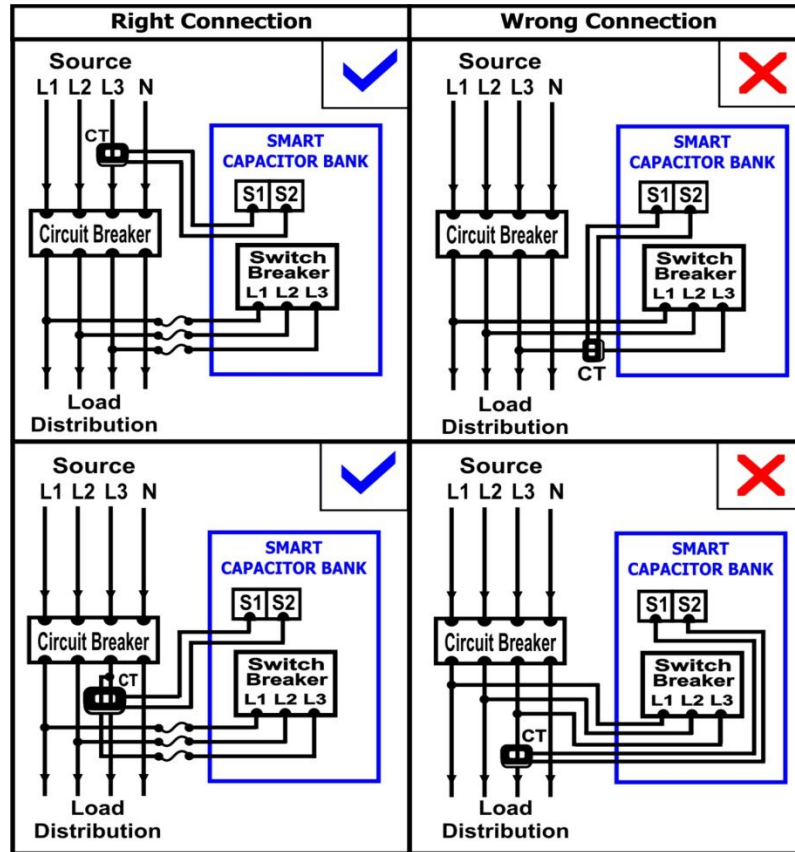 Right Connection
Wrong Connection
Source
L1 L2 L3 N
CT
SMART
CAPACITOR BANK
S1 S2
Circuit Breaker
Switch
Breaker
L1 L2 L3
Load
Distribution
Source
L1 L2 L3 N
SMART
CAPACITOR BANK
S1 S2
Circuit Breaker
Switch
Breaker
L1 L2 L3
CT
Load
Distribution
Source
L1 L2 L3 N
SMART
CAPACITOR BANK
S1 S2
Circuit Breaker
CT
Switch
Breaker
L1 L2 L3
Load
Distribution
Source
L1 L2 L3 N
SMART
CAPACITOR BANK
S1 S2
Circuit Breaker
Switch
Breaker
L1 L2 L3
CT
Load
Distribution